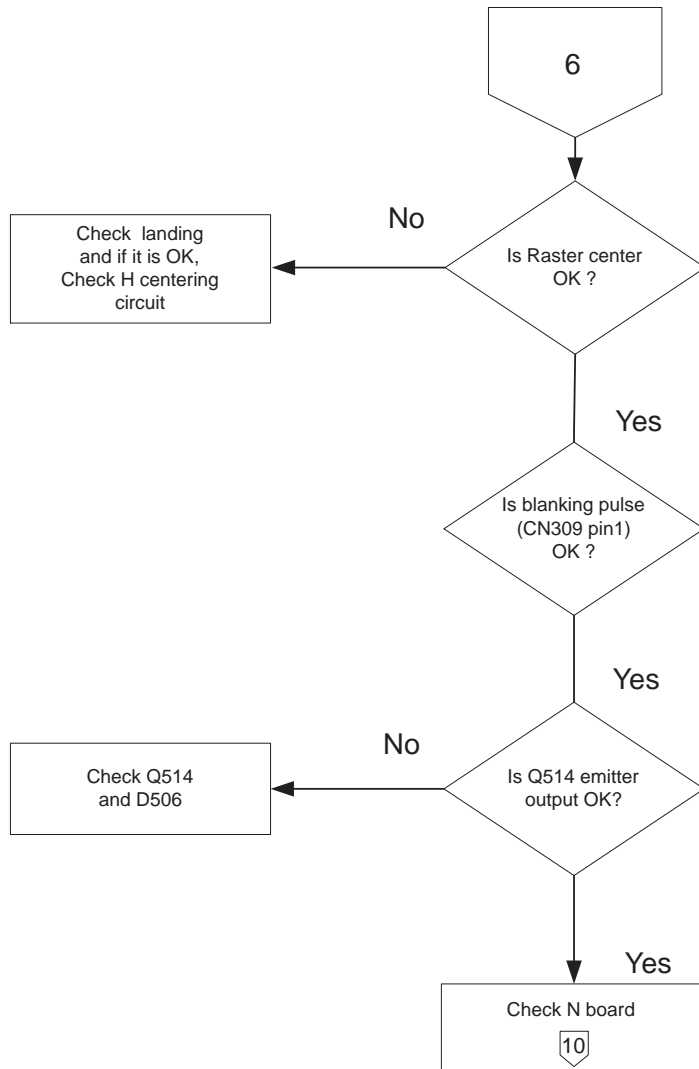 6
No
Check landing
and if it is OK,
Check H centering
circuit
Is Raster center
OK ?
Yes
Is blanking pulse
(CN309 pin1)
OK ?
Yes
No
Check Q514
and D506
Is Q514 emitter
output OK?
Yes
Check N board
10